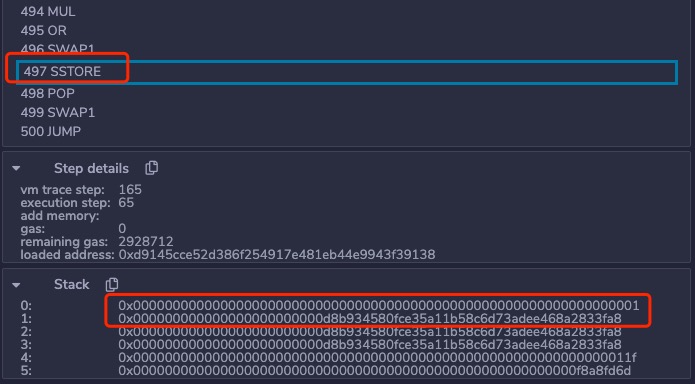 494 MUL
495 OR
496 SWAP1
497 SSTORE
498 POP
499 SWAP1
500 JUMP
Step details
vm trace step: 165
execution step: 65
add memory:
gas: 0
remaining gas: 2928712
loaded address: 0xd9145cce52d386f254917e481eb44e9943f39138
Stack
0: 0x0000000000000000000000000000000000000000000000000000000000000001
1: 0x000000000000000000000000d8b934580fce35a11b58c6d73adee468a2833fa8
2: 0x000000000000000000000000d8b934580fce35a11b58c6d73adee468a2833fa8
3: 0x000000000000000000000000d8b934580fce35a11b58c6d73adee468a2833fa8
4: 0x000000000000000000000000000000000000000000000000000000000000011f
5: 0x00000000000000000000000000000000000000000000000000000000f8a8fd6d